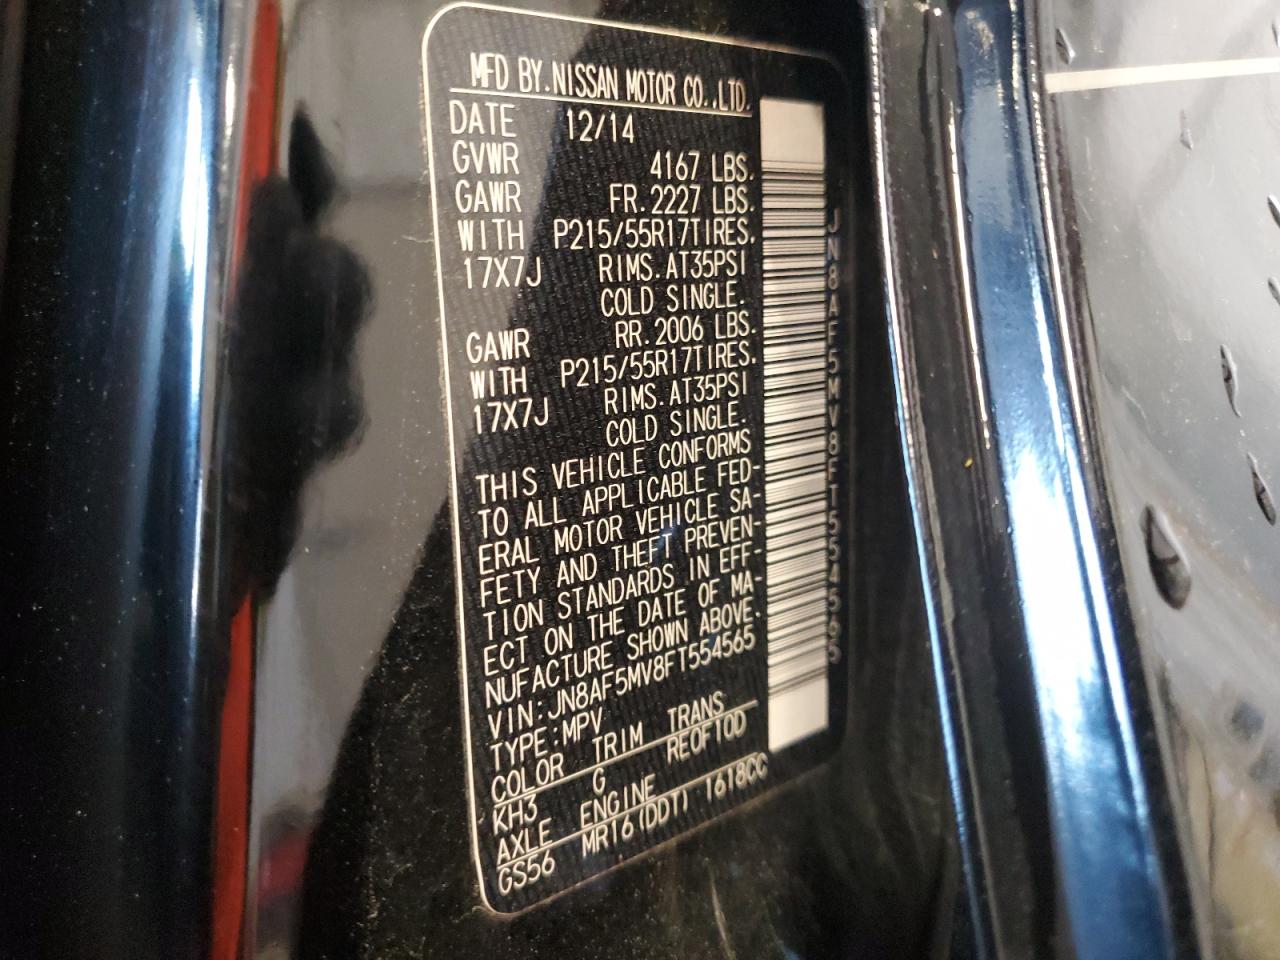 MFD BY.NISSAN MOTOR CO.,LTD.
DATE 12/14
GVWR 4167 LBS.
GAWR FR.2227 LBS.
WITH P215/55R17TIRES.
17X7J RIMS.AT35PSI
COLD SINGLE.
GAWR RR.2006 LBS.
WITH P215/55R17TIRES.
17X7J RIMS.AT35PSI
COLD SINGLE.
THIS VEHICLE CONFORMS
TO ALL APPLICABLE FED-
ERAL MOTOR VEHICLE SA-
FETY AND THEFT PREVEN-
TION STANDARDS IN EFF-
ECT ON THE DATE OF MA-
NUFACTURE SHOWN ABOVE.
VIN:JN8AF5MV8FT554565
TYPE:MPV
COLOR TRIM TRANS
KH3 G RE0F10D
AXLE ENGINE
GS56 MR16(DDT) 1618CC
JN8AF5MV8FT554565